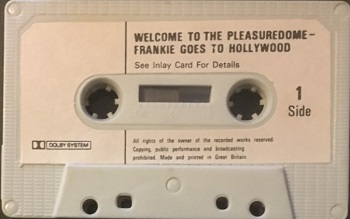 WELCOME TO THE PLEASUREDOME–
FRANKIE GOES TO HOLLYWOOD
See Inlay Card For Details
1
Side
DOLBY SYSTEM
All rights of the owner of the recorded works reserved.
Copying, public performance and broadcasting
prohibited. Made and printed in Great Britain.